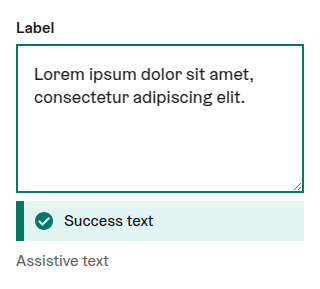 Label
Lorem ipsum dolor sit amet,
consectetur adipiscing elit.
Success text
Assistive text